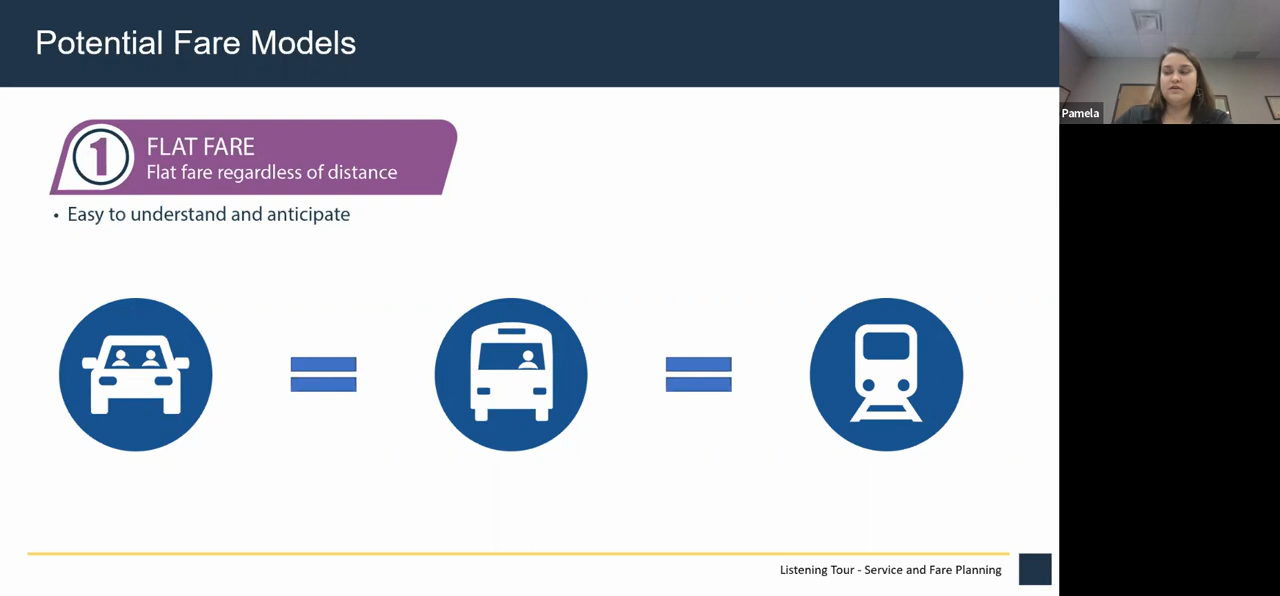 Potential Fare Models
1
FLAT FARE
Flat fare regardless of distance
• Easy to understand and anticipate
Listening Tour - Service and Fare Planning
Pamela